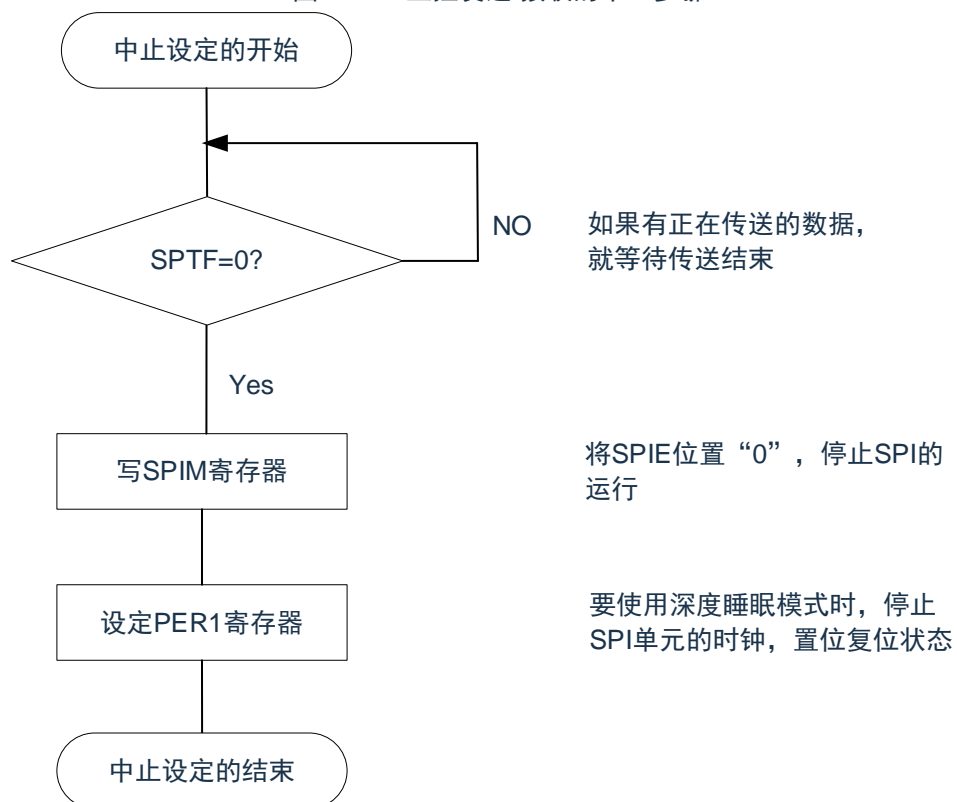 中止设定的开始
SPTF=0?
NO
如果有正在传送的数据，
就等待传送结束
Yes
写SPIM寄存器
将SPIE位置“0”，停止SPI的
运行
设定PER1寄存器
要使用深度睡眠模式时，停止
SPI单元的时钟，置位复位状态
中止设定的结束